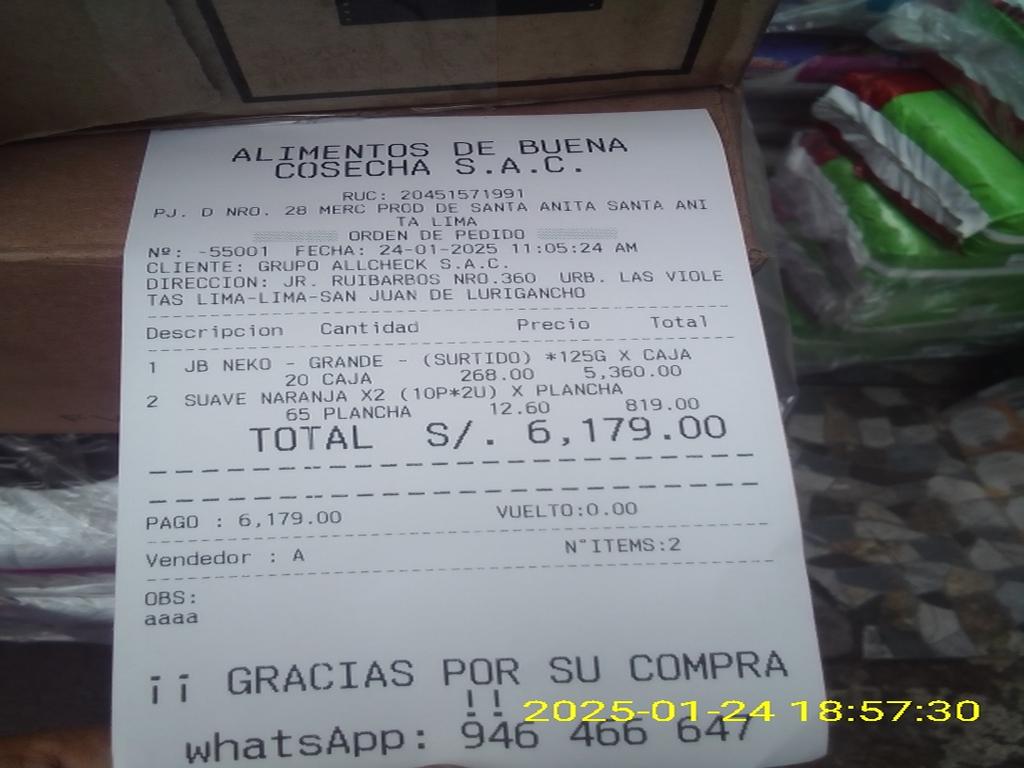 ALIMENTOS DE BUENA
COSECHA S.A.C.
RUC: 20451571991
PJ. D NRO. 28 MERC PROD DE SANTA ANITA SANTA ANI
TA LIMA
ORDEN DE PEDIDO
Nº: -55001 FECHA: 24-01-2025 11:05:24 AM
CLIENTE: GRUPO ALLCHECK S.A.C.
DIRECCION: JR. RUIBARBOS NRO.360 URB. LAS VIOLE
TAS LIMA-LIMA-SAN JUAN DE LURIGANCHO
Descripcion Cantidad Precio Total
1 JB NEKO - GRANDE - (SURTIDO) *125G X CAJA
20 CAJA 268.00 5,360.00
2 SUAVE NARANJA X2 (10P*2U) X PLANCHA
65 PLANCHA 12.60 819.00
TOTAL S/. 6,179.00
PAGO : 6,179.00 VUELTO:0.00
Vendedor : A N°ITEMS:2
OBS:
aaaa
¡¡ GRACIAS POR SU COMPRA
!!
2025-01-24 18:57:30
whatsApp: 946 466 647